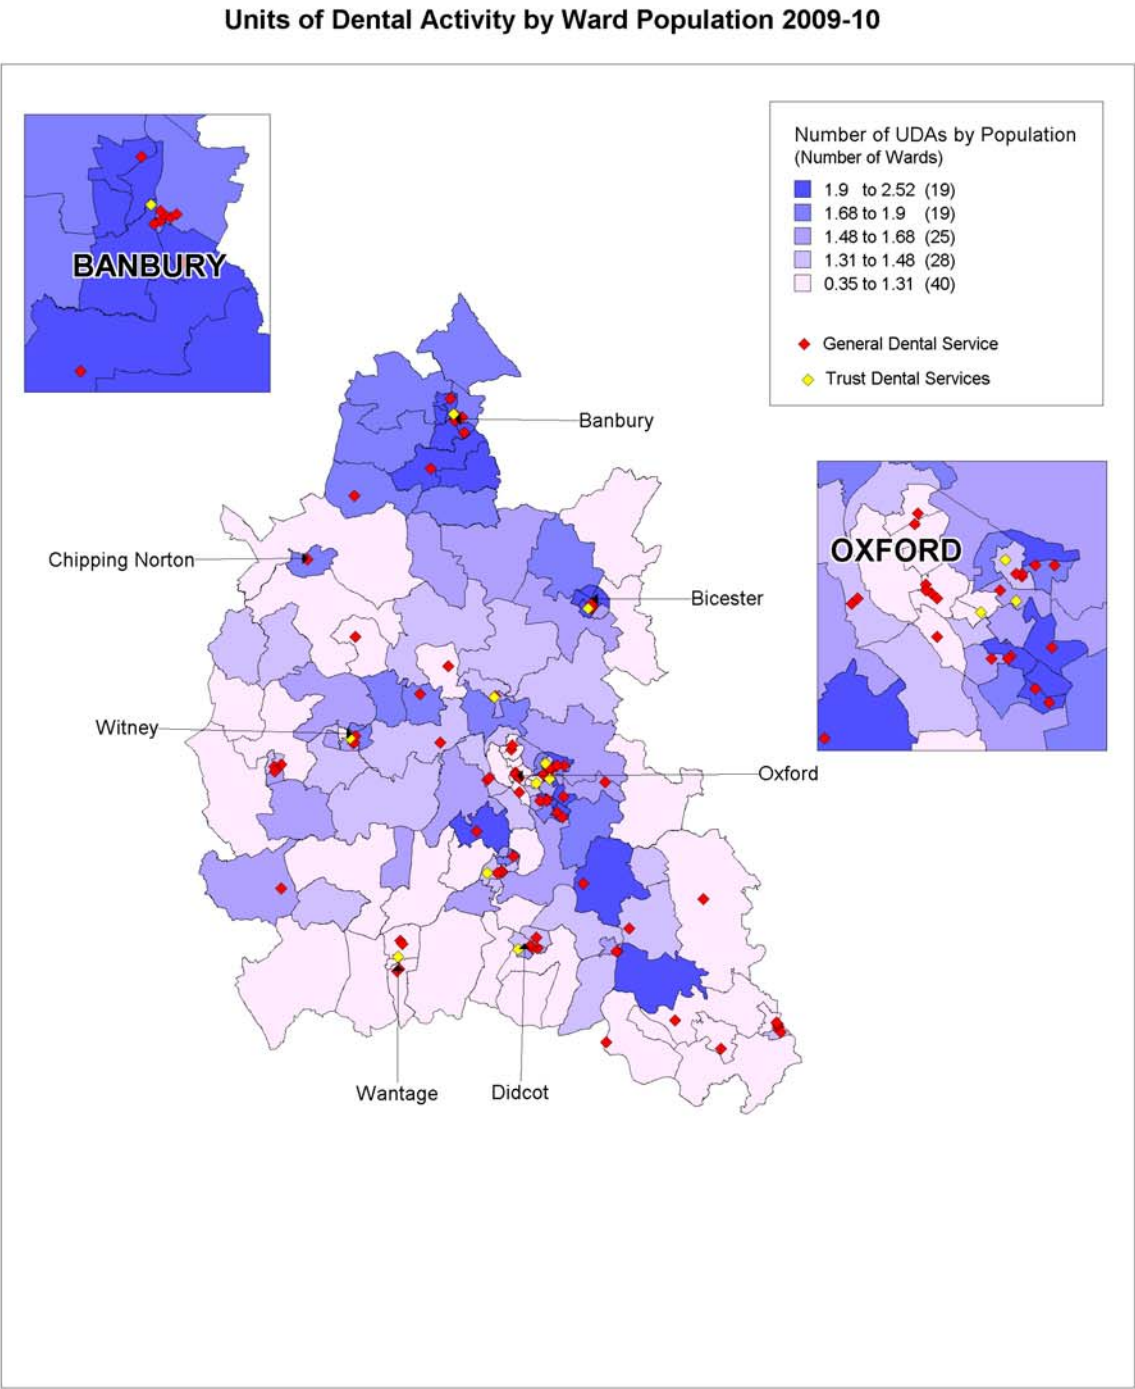 Units of Dental Activity by Ward Population 2009-10
BANBURY
Number of UDAs by Population
(Number of Wards)
1.9 to 2.52 (19)
1.68 to 1.9 (19)
1.48 to 1.68 (25)
1.31 to 1.48 (28)
0.35 to 1.31 (40)
General Dental Service
Trust Dental Services
Banbury
OXFORD
Chipping Norton
Bicester
Witney
Oxford
Wantage
Didcot